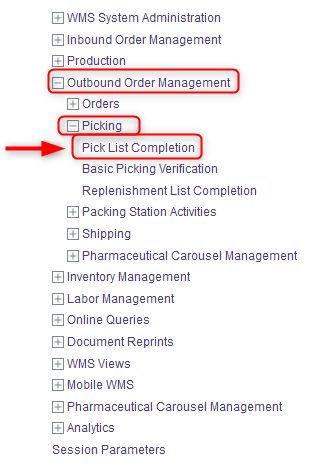 WMS System Administration
Inbound Order Management
Production
Outbound Order Management
Orders
Picking
Pick List Completion
Basic Picking Verification
Replenishment List Completion
Packing Station Activities
Shipping
Pharmaceutical Carousel Management
Inventory Management
Labor Management
Online Queries
Document Reprints
WMS Views
Mobile WMS
Pharmaceutical Carousel Management
Analytics
Session Parameters